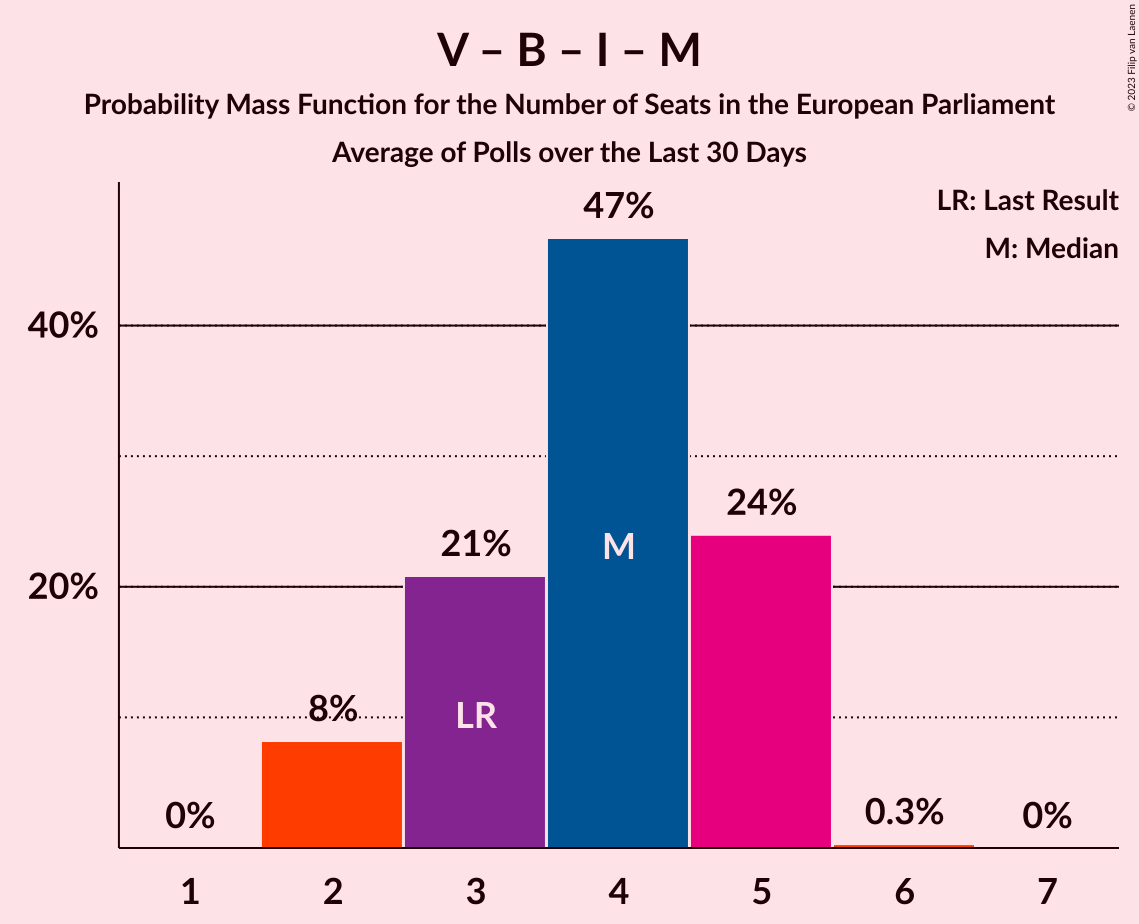 V – B – I – M
Probability Mass Function for the Number of Seats in the European Parliament
Average of Polls over the Last 30 Days
© 2023 Filip van Laenen
LR: Last Result
M: Median
47%
40%
24%
21%
M
20%
8%
LR
0%
0.3%
0%
1 2 3 4 5 6 7